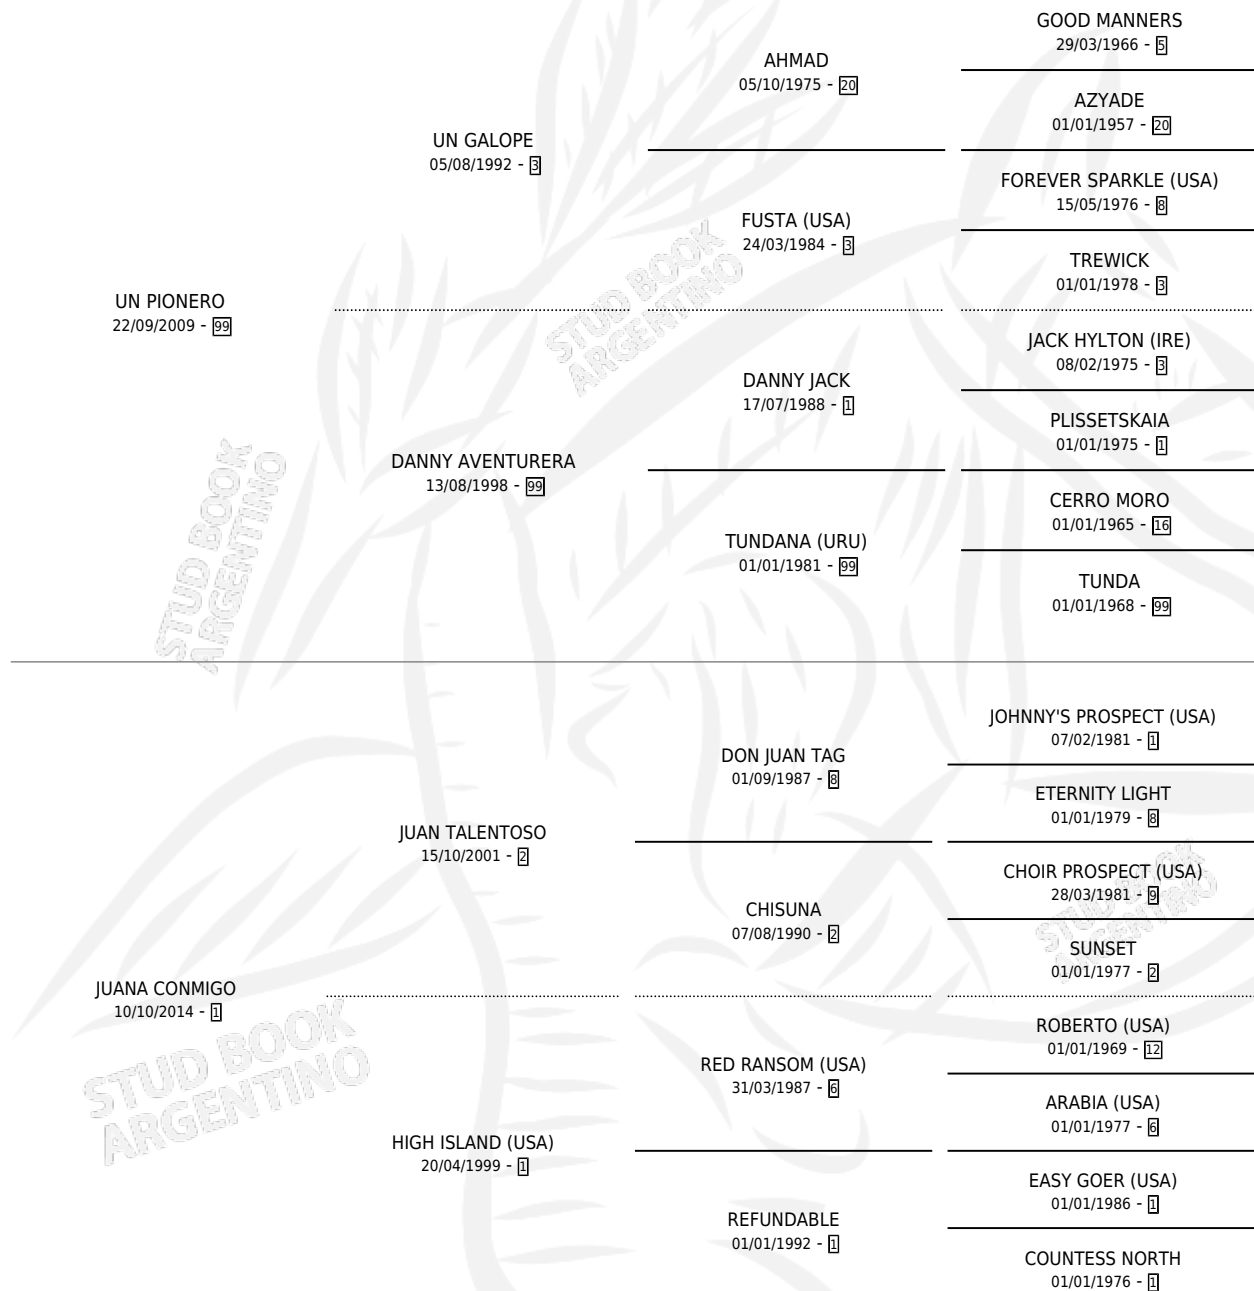 GOOD MANNERS
29/03/1966 - 5
AHMAD
05/10/1975 - 20
AZYADE
01/01/1957 - 20
UN GALOPE
05/08/1992 - 3
FOREVER SPARKLE (USA)
15/05/1976 - 8
FUSTA (USA)
24/03/1984 - 3
TREWICK
01/01/1978 - 3
UN PIONERO
22/09/2009 - 99
JACK HYLTON (IRE)
08/02/1975 - 3
DANNY JACK
17/07/1988 - 1
PLISSETSKAIA
01/01/1975 - 1
DANNY AVENTURERA
13/08/1998 - 99
CERRO MORO
01/01/1965 - 16
TUNDANA (URU)
01/01/1981 - 99
TUNDA
01/01/1968 - 99
STUD BOOK
ARGENTINO
STUD BOOK
ARGENTINO
JOHNNY'S PROSPECT (USA)
07/02/1981 - 1
DON JUAN TAG
01/09/1987 - 8
ETERNITY LIGHT
01/01/1979 - 8
JUAN TALENTOSO
15/10/2001 - 2
CHOIR PROSPECT (USA)
28/03/1981 - 9
CHISUNA
07/08/1990 - 2
SUNSET
01/01/1977 - 2
JUANA CONMIGO
10/10/2014 - 1
ROBERTO (USA)
01/01/1969 - 12
RED RANSOM (USA)
31/03/1987 - 6
ARABIA (USA)
01/01/1977 - 6
HIGH ISLAND (USA)
20/04/1999 - 1
EASY GOER (USA)
01/01/1986 - 1
REFUNDABLE
01/01/1992 - 1
COUNTESS NORTH
01/01/1976 - 1
STUD BOOK
ARGENTINO
STUD BOOK
ARGENTINO